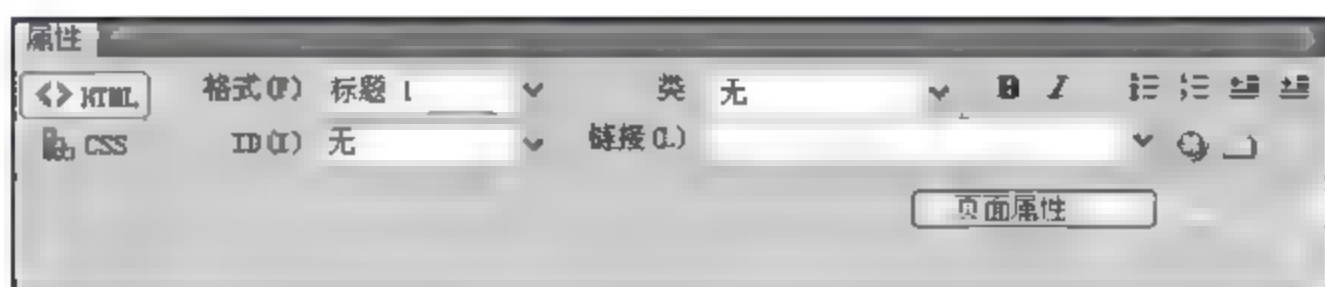 属性
<> HTML 格式(F) 标题 1 类 无 B I
CSS ID(I) 无 链接(L)
页面属性